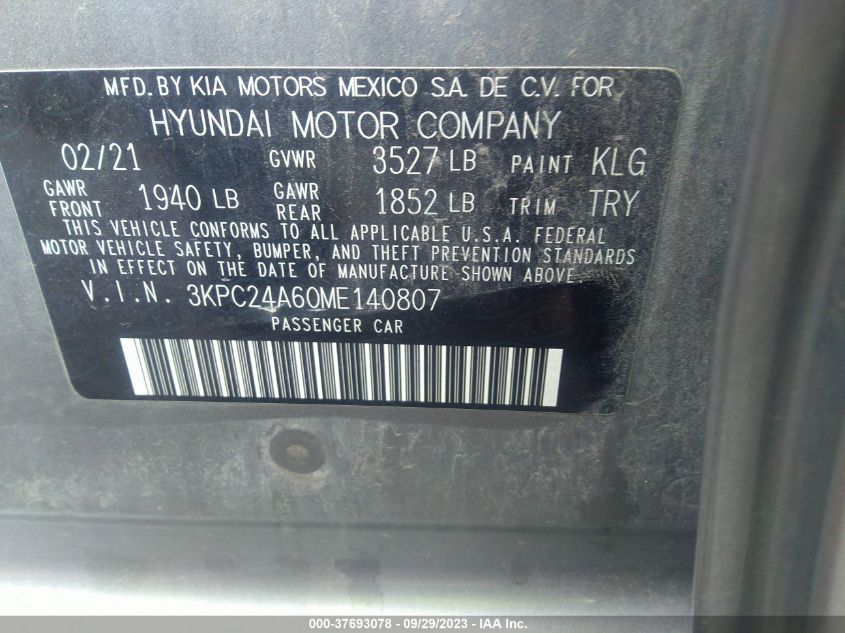 MFD. BY KIA MOTORS MEXICO S.A. DE C.V. FOR
HYUNDAI MOTOR COMPANY
02/21 GVWR 3527 LB PAINT KLG
GAWR FRONT 1940 LB GAWR REAR 1852 LB TRIM TRY
THIS VEHICLE CONFORMS TO ALL APPLICABLE U.S.A. FEDERAL
MOTOR VEHICLE SAFETY, BUMPER, AND THEFT PREVENTION STANDARDS
IN EFFECT ON THE DATE OF MANUFACTURE SHOWN ABOVE.
V.I.N. 3KPC24A60ME140807
PASSENGER CAR
000-37693078 - 09/29/2023 - IAA Inc.